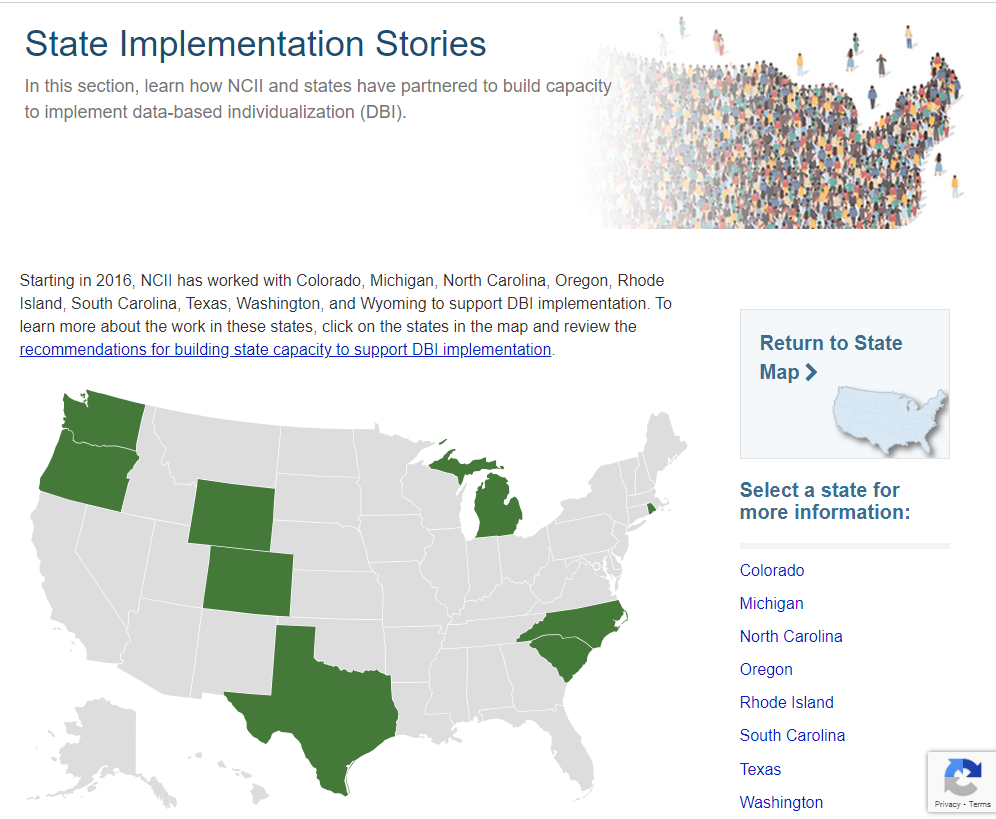 State Implementation Stories
In this section, learn how NCII and states have partnered to build capacity
to implement data-based individualization (DBI).
Starting in 2016, NCII has worked with Colorado, Michigan, North Carolina, Oregon, Rhode
Island, South Carolina, Texas, Washington, and Wyoming to support DBI implementation. To
learn more about the work in these states, click on the states in the map and review the
recommendations for building state capacity to support DBI implementation.
Return to State
Map
Select a state for
more information:
Colorado
Michigan
North Carolina
Oregon
Rhode Island
South Carolina
Texas
Washington
Privacy - Terms